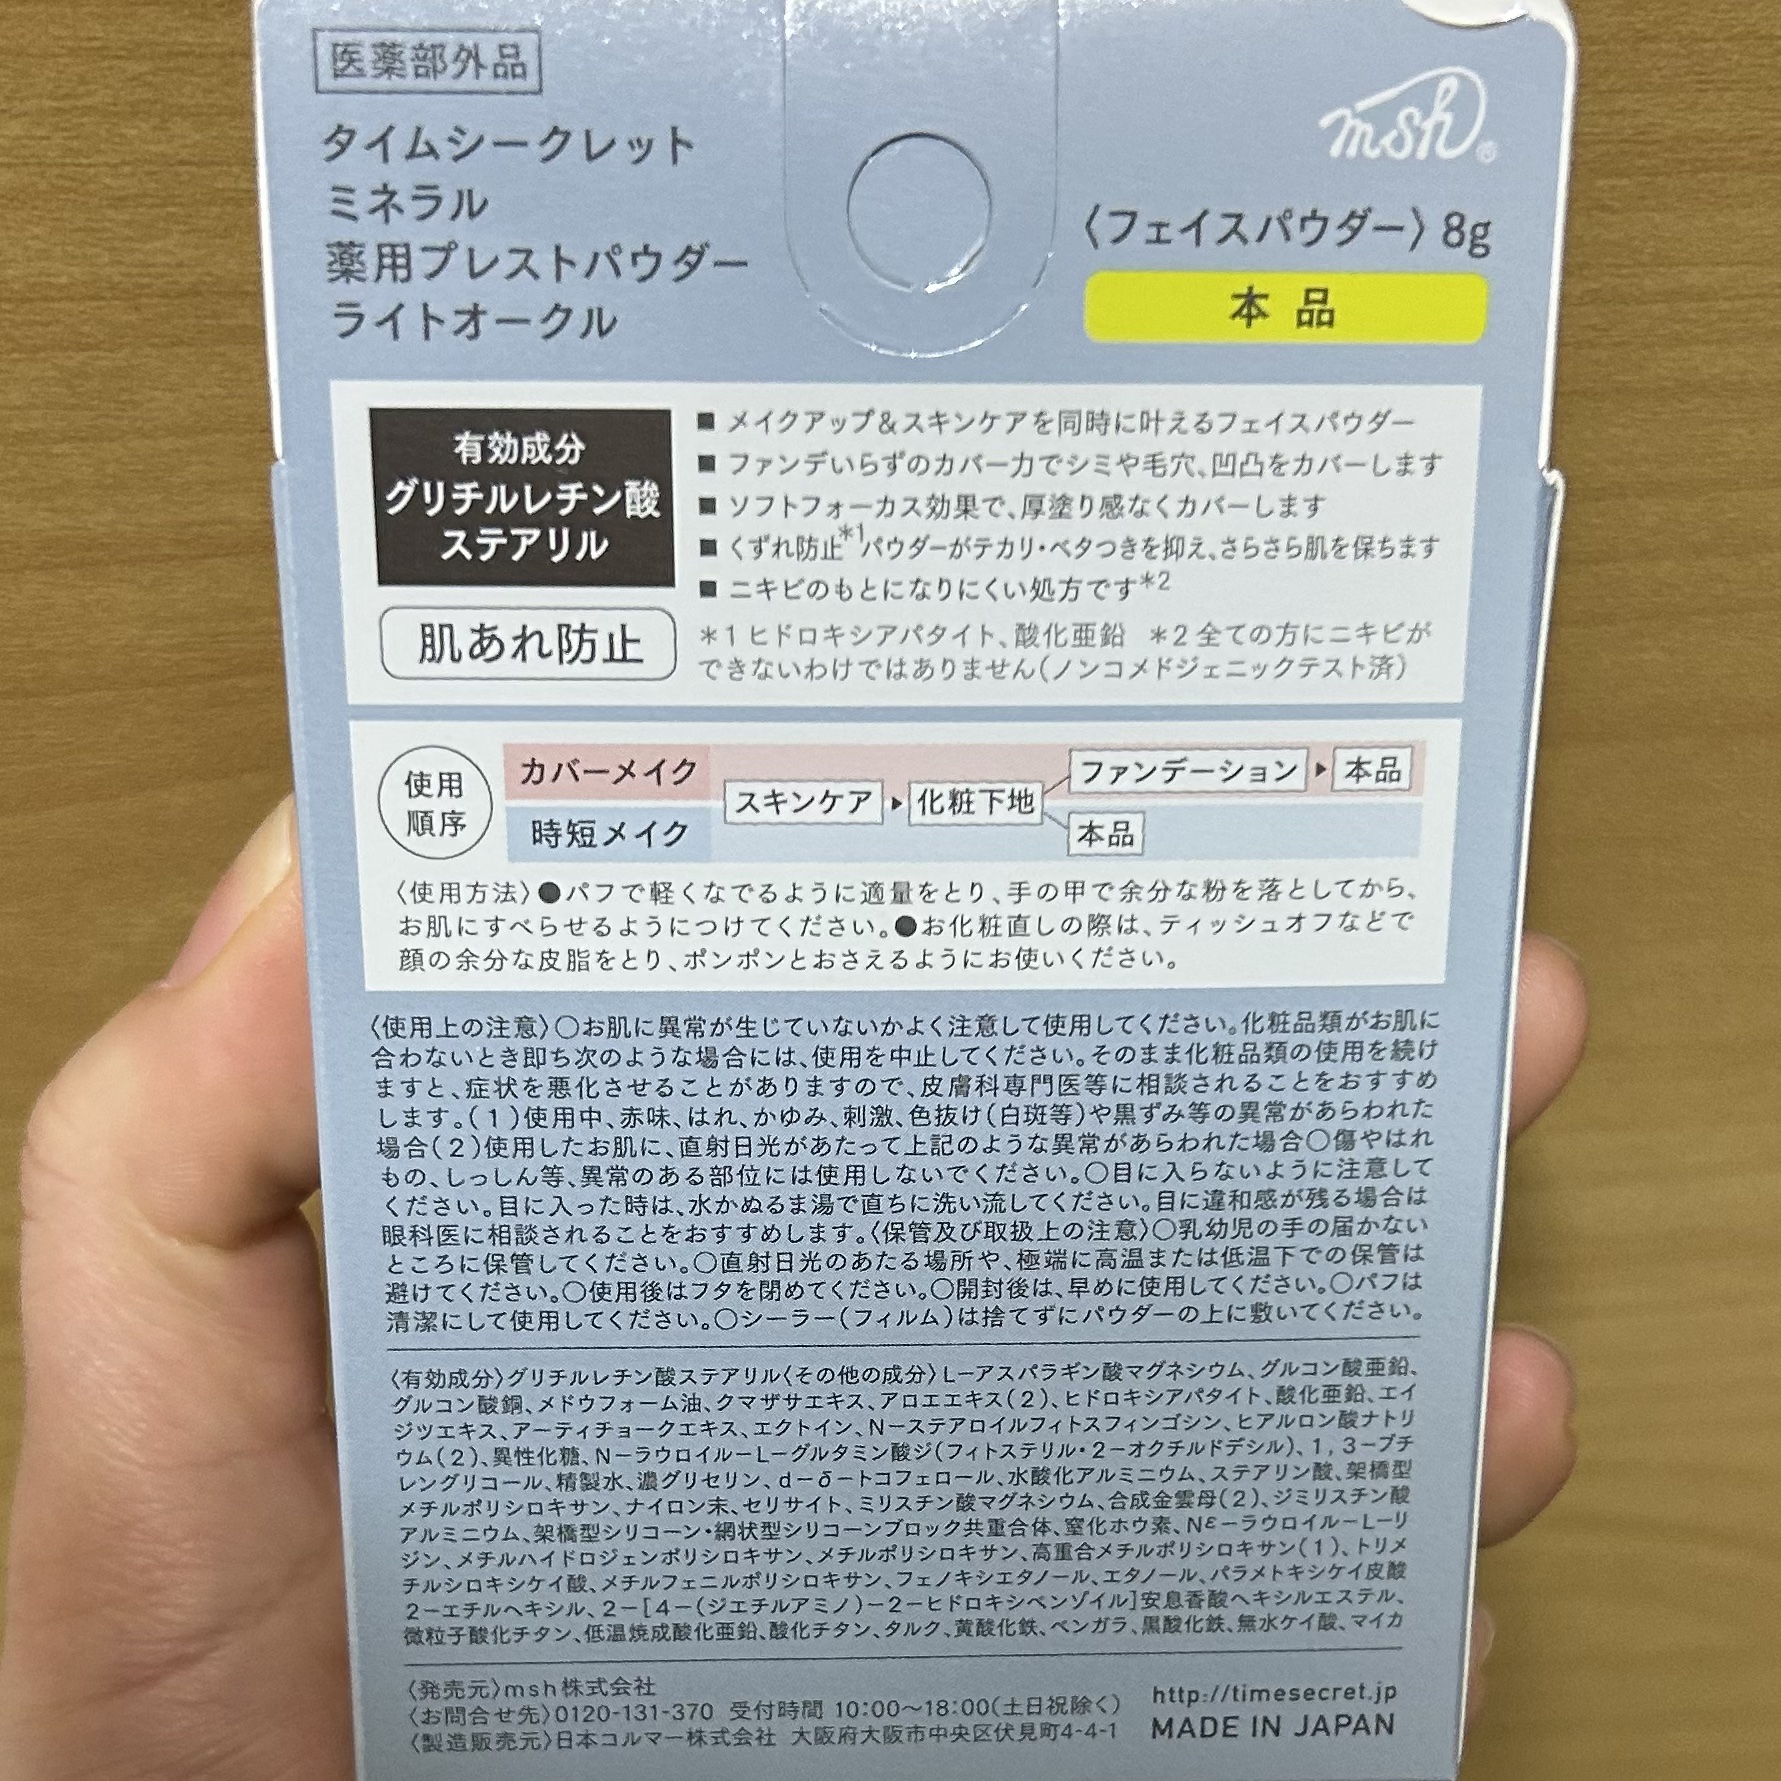 医薬部外品
タイムシークレット
ミネラル
薬用プレストパウダー
ライトオークル
msh®
〈フェイスパウダー〉8g
本品
有効成分
グリチルレチン酸
ステアリル
肌あれ防止
■ メイクアップ&スキンケアを同時に叶えるフェイスパウダー
■ ファンデいらずのカバー力でシミや毛穴、凹凸をカバーします
■ ソフトフォーカス効果で、厚塗り感なくカバーします
■ くずれ防止*1パウダーがテカリ・ベタつきを抑え、さらさら肌を保ちます
■ ニキビのもとになりにくい処方です*2
*1 ヒドロキシアパタイト、酸化亜鉛 *2 全ての方にニキビが
できないわけではありません(ノンコメドジェニックテスト済)
使用
順序
カバーメイク
時短メイク
スキンケア▶化粧下地
ファンデーション▶本品
本品
〈使用方法〉●パフで軽くなでるように適量をとり、手の甲で余分な粉を落としてから、
お肌にすべらせるようにつけてください。●お化粧直しの際は、ティッシュオフなどで
顔の余分な皮脂をとり、ポンポンとおさえるようにお使いください。
〈使用上の注意〉○お肌に異常が生じていないかよく注意して使用してください。化粧品類がお肌に
合わないとき即ち次のような場合には、使用を中止してください。そのまま化粧品類の使用を続け
ますと、症状を悪化させることがありますので、皮膚科専門医等に相談されることをおすすめ
します。(1)使用中、赤味、はれ、かゆみ、刺激、色抜け(白斑等)や黒ずみ等の異常があらわれた
場合(2)使用したお肌に、直射日光があたって上記のような異常があらわれた場合○傷やはれ
もの、しっしん等、異常のある部位には使用しないでください。○目に入らないように注意して
ください。目に入った時は、水かぬるま湯で直ちに洗い流してください。目に違和感が残る場合は
眼科医に相談されることをおすすめします。〈保管及び取扱上の注意〉○乳幼児の手の届かない
ところに保管してください。○直射日光のあたる場所や、極端に高温または低温下での保管は
避けてください。○使用後はフタを閉めてください。○開封後は、早めに使用してください。○パフは
清潔にして使用してください。○シーラー(フィルム)は捨てずにパウダーの上に敷いてください。
〈有効成分〉グリチルレチン酸ステアリル〈その他の成分〉L-アスパラギン酸マグネシウム、グルコン酸亜鉛、
グルコン酸銅、メドウフォーム油、クマザサエキス、アロエエキス(2)、ヒドロキシアパタイト、酸化亜鉛、エイ
ジツエキス、アーティチョークエキス、エクトイン、N-ステアロイルフィトスフィンゴシン、ヒアルロン酸ナトリ
ウム(2)、異性化糖、N-ラウロイル-L-グルタミン酸ジ(フィトステリル・2-オクチルドデシル)、1,3-ブチ
レングリコール、精製水、濃グリセリン、d-δ-トコフェロール、水酸化アルミニウム、ステアリン酸、架橋型
メチルポリシロキサン、ナイロン末、セリサイト、ミリスチン酸マグネシウム、合成金雲母(2)、ジミリスチン酸
アルミニウム、架橋型シリコーン・網状型シリコーンブロック共重合体、窒化ホウ素、Nε-ラウロイル-L-リ
ジン、メチルハイドロジェンポリシロキサン、メチルポリシロキサン、高重合メチルポリシロキサン(1)、トリメ
チルシロキシケイ酸、メチルフェニルポリシロキサン、フェノキシエタノール、エタノール、パラメトキシケイ皮酸
2-エチルヘキシル、2-[4-(ジエチルアミノ)-2-ヒドロキシベンゾイル]安息香酸ヘキシルエステル、
微粒子酸化チタン、低温焼成酸化亜鉛、酸化チタン、タルク、黄酸化鉄、ベンガラ、黒酸化鉄、無水ケイ酸、マイカ
〈発売元〉msh株式会社
〈お問合せ先〉0120-131-370 受付時間 10:00～18:00(土日祝除く)
〈製造販売元〉日本コルマー株式会社 大阪府大阪市中央区伏見町4-4-1
http://timesecret.jp
MADE IN JAPAN